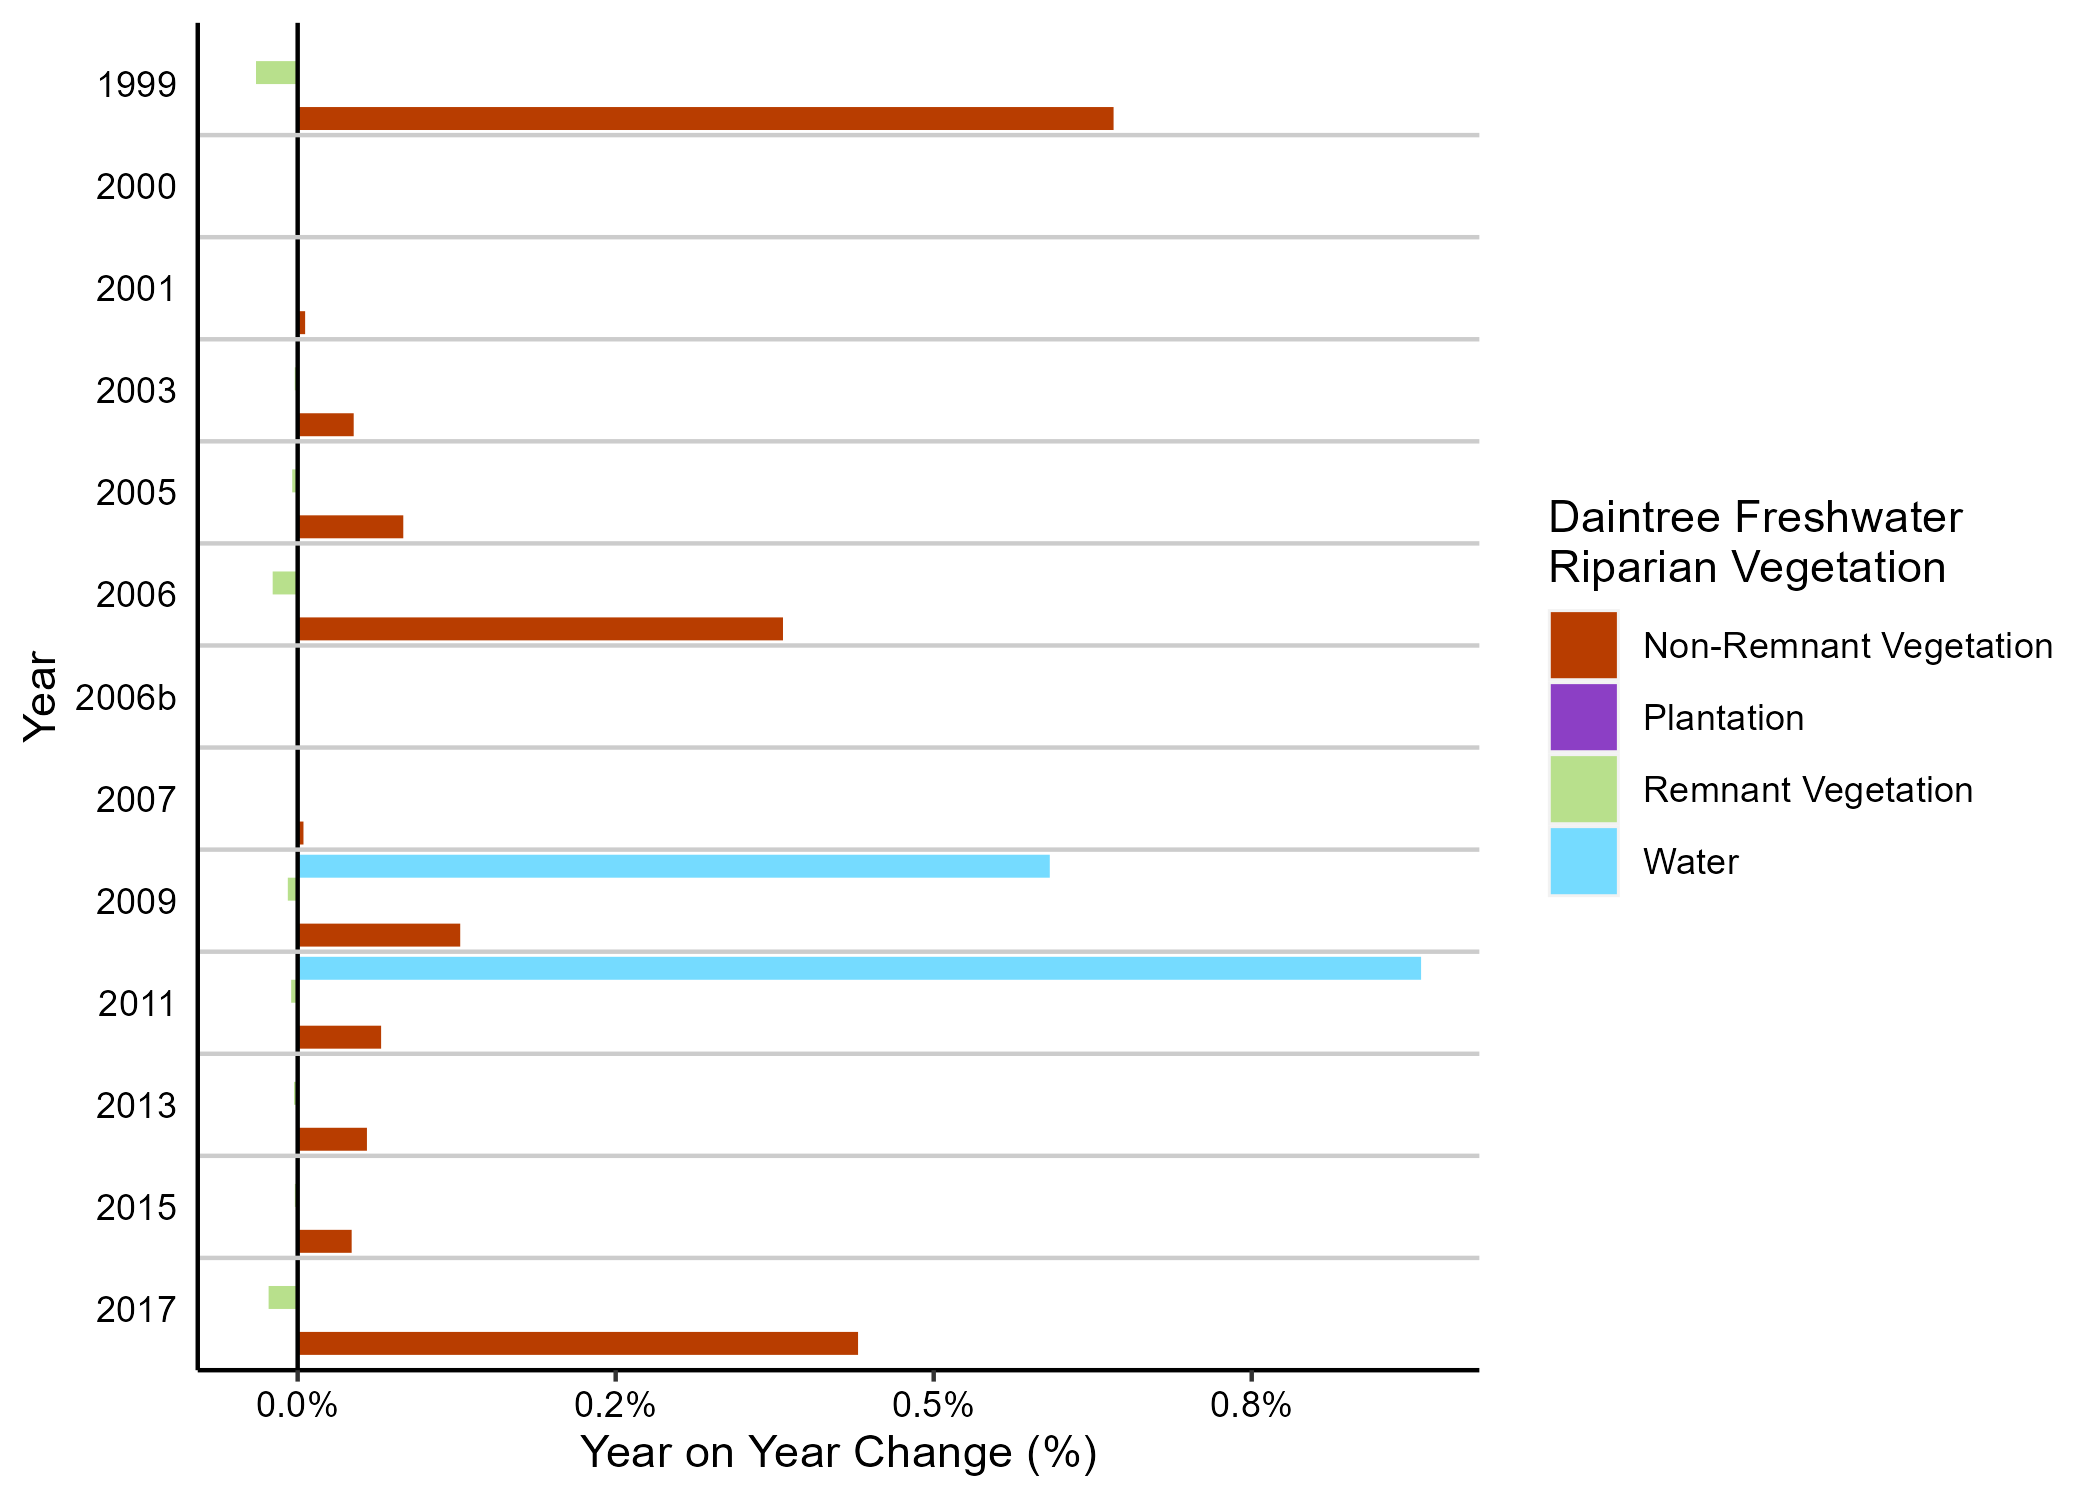 1999
2000
2001
2003
2005
2006
2006b
2007
2009
2011
2013
2015
2017
Year
0.0%
0.2%
0.5%
0.8%
Year on Year Change (%)
Daintree Freshwater
Riparian Vegetation
Non-Remnant Vegetation
Plantation
Remnant Vegetation
Water